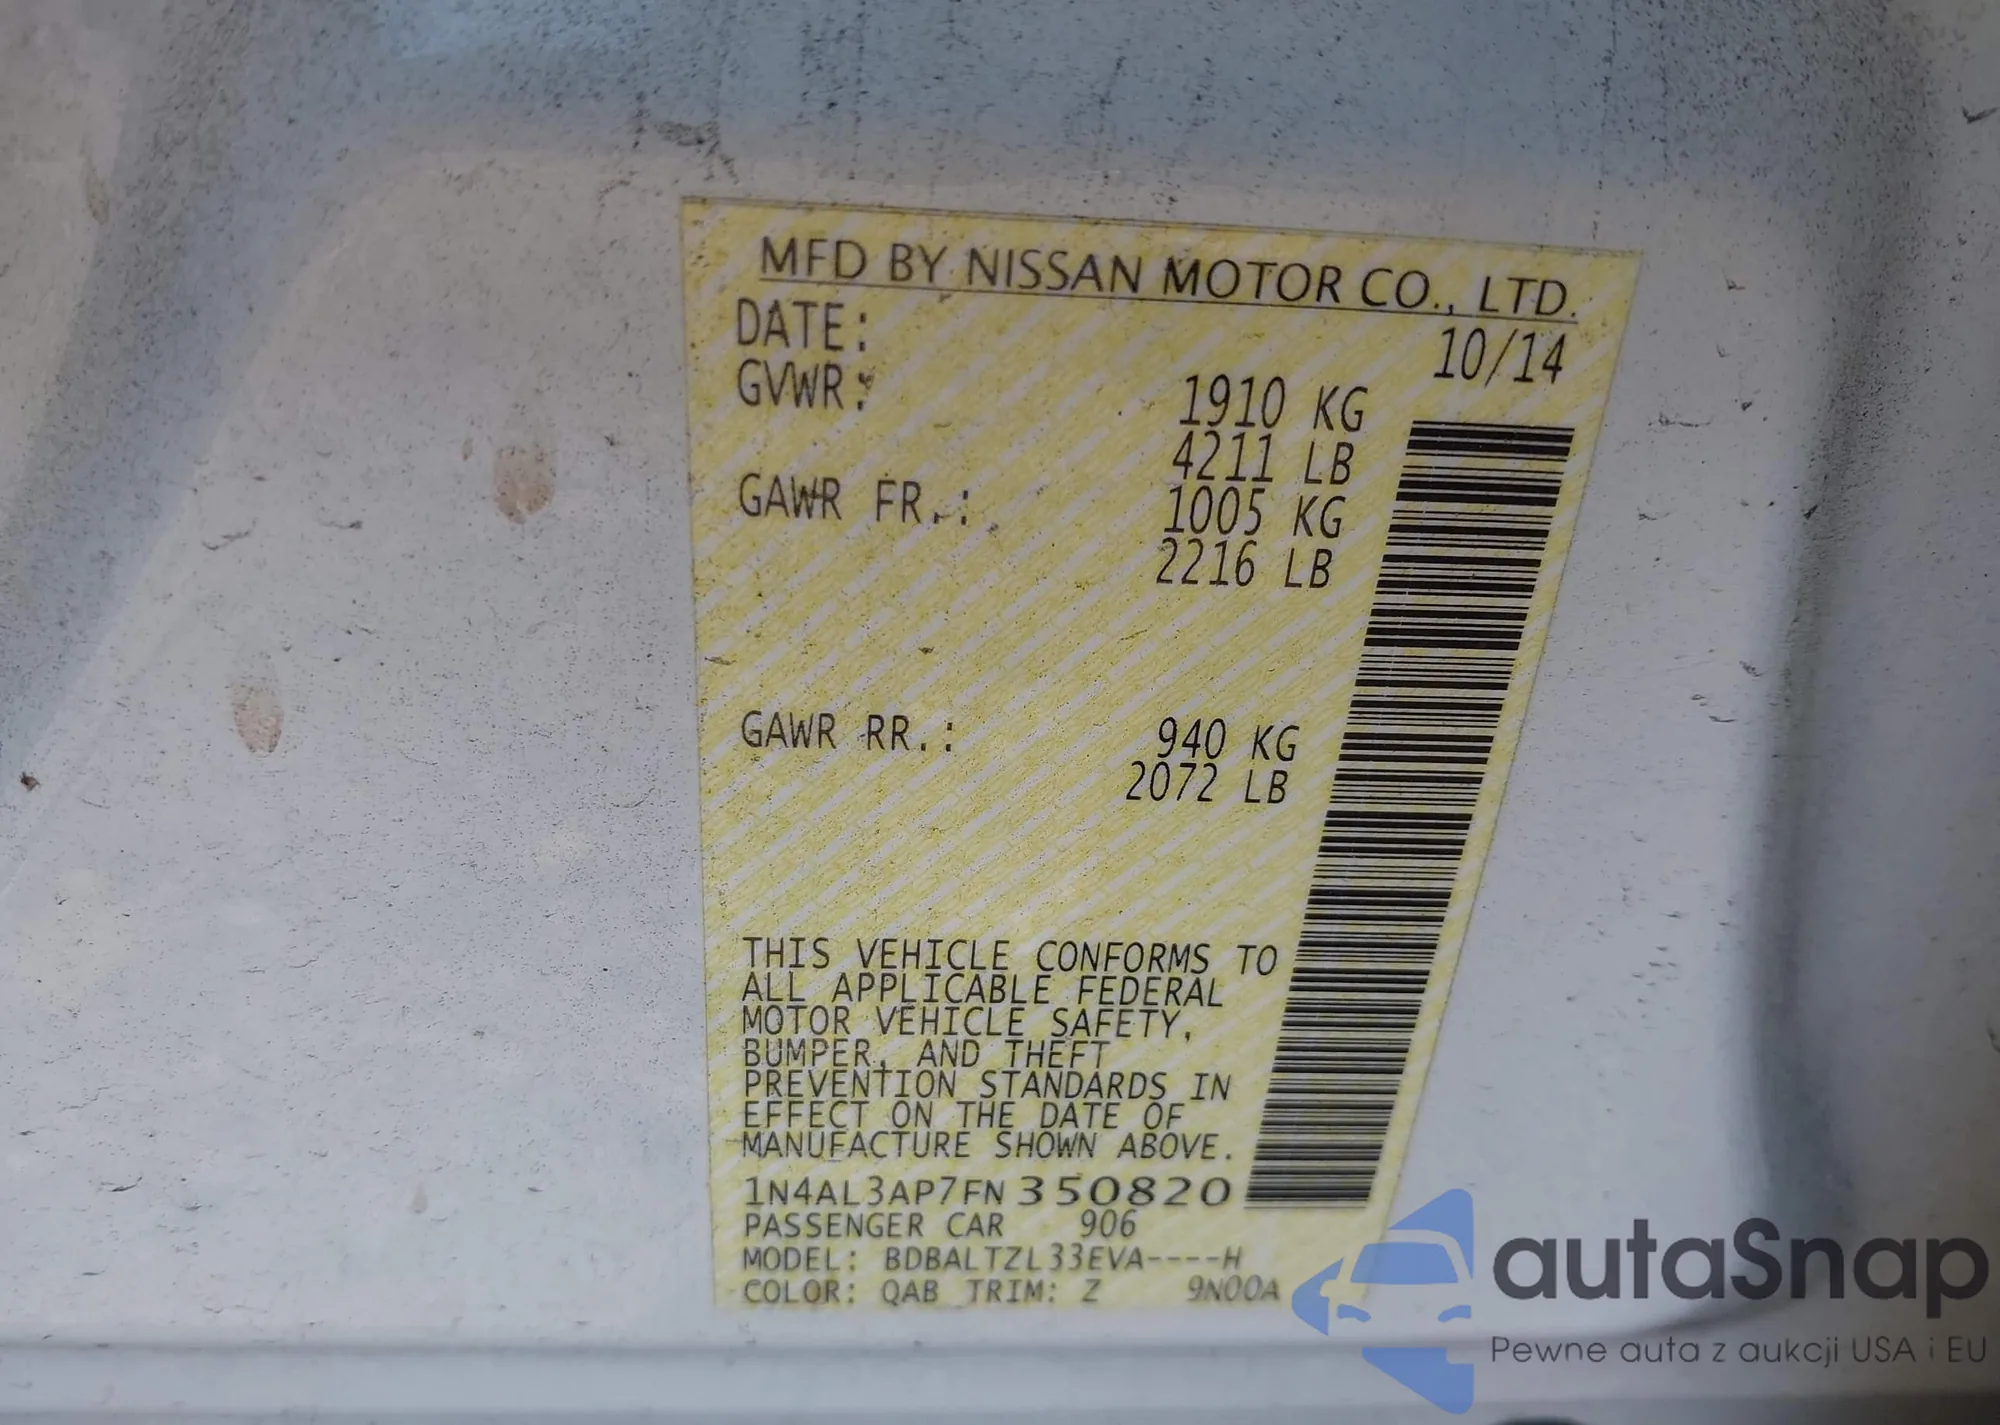 MFD BY NISSAN MOTOR CO., LTD.
DATE: 10/14
GVWR: 1910 KG
4211 LB
GAWR FR.: 1005 KG
2216 LB
GAWR RR.: 940 KG
2072 LB
THIS VEHICLE CONFORMS TO
ALL APPLICABLE FEDERAL
MOTOR VEHICLE SAFETY,
BUMPER, AND THEFT
PREVENTION STANDARDS IN
EFFECT ON THE DATE OF
MANUFACTURE SHOWN ABOVE.
1N4AL3AP7FN350820
PASSENGER CAR 906
MODEL: BDBALTZL33EVA----H
COLOR: QAB TRIM: Z 9N00A
autaSnap
Pewne auta z aukcji USA i EU